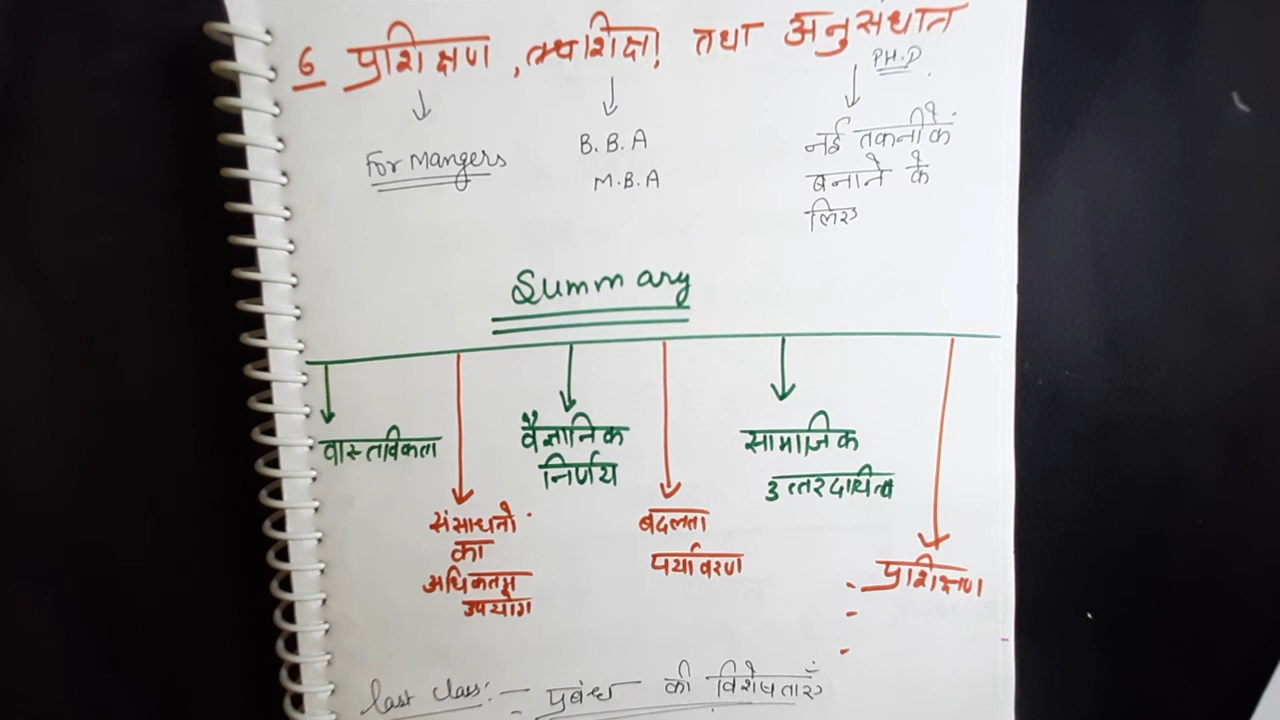 6 प्रशिक्षण, तथा शिक्षा, तथा अनुसंधान
PH.D.
For Mangers
B.B.A
M.B.A
नई तकनीकें
बनाने के
लिए
Summary
वास्तविकता
संसाधनों
का
अधिकतम
उपयोग
वैज्ञानिक
निर्णय
बदलता
पर्यावरण
सामाजिक
उत्तरदायित्व
प्रशिक्षण
last class:- प्रबंध की विशेषताएँ